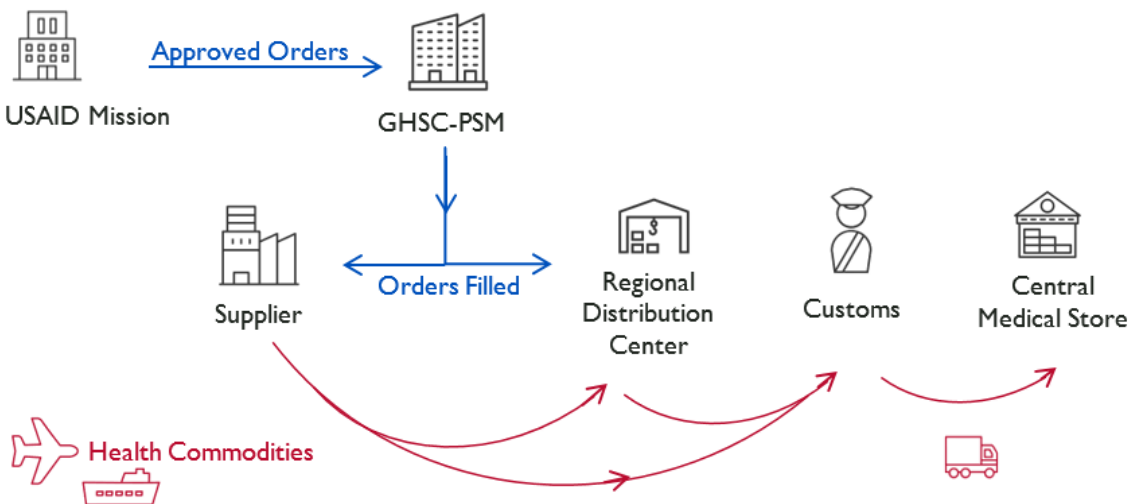 Approved Orders
USAID Mission
GHSC-PSM
Orders Filled
Supplier
Regional
Distribution
Center
Customs
Central
Medical Store
Health Commodities